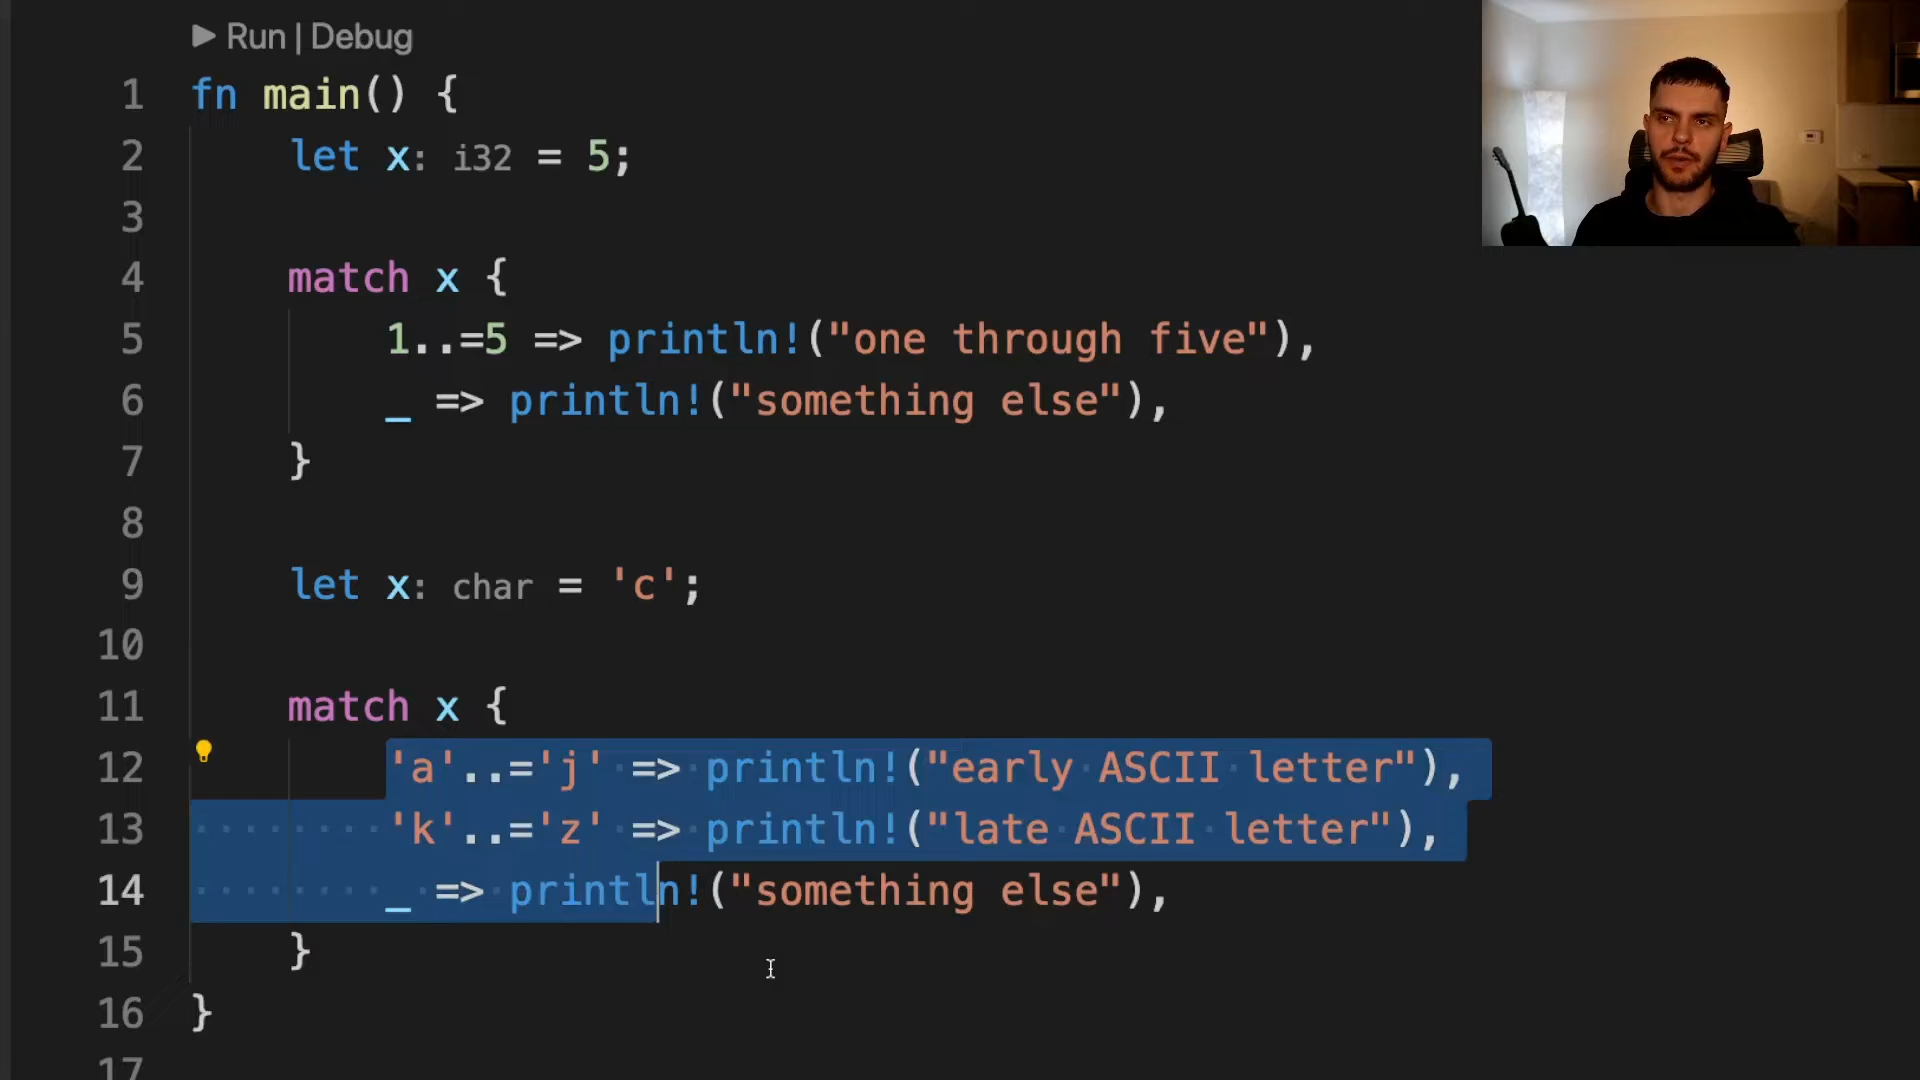 Run | Debug
1 fn main() {
2 let x: i32 = 5;
3
4 match x {
5 1..=5 => println!("one through five"),
6 _ => println!("something else"),
7 }
8
9 let x: char = 'c';
10
11 match x {
12 'a'..='j' => println!("early ASCII letter"),
13 'k'..='z' => println!("late ASCII letter"),
14 _ => println!("something else"),
15 }
16 }
17